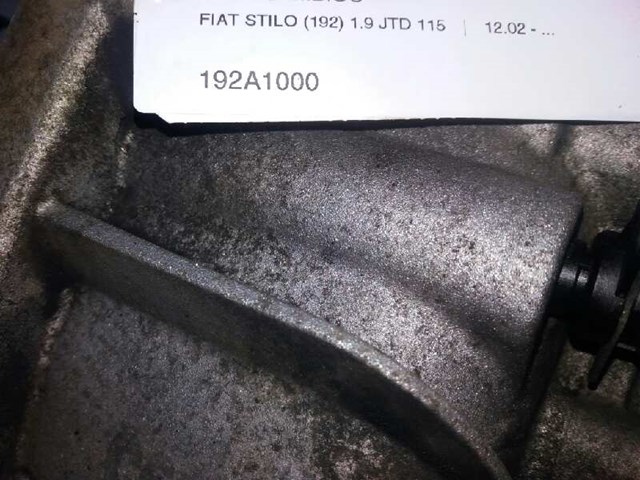 FIAT STILO (192) 1.9 JTD 115 | 12.02 - ...
192A1000